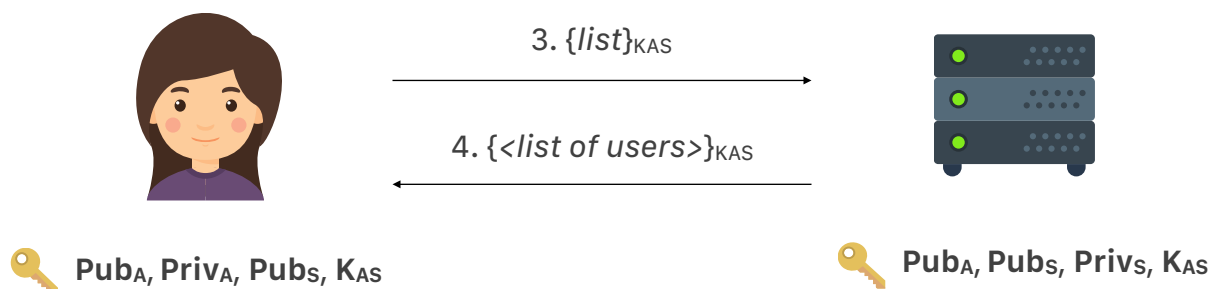 3. {list}KAS
4. {<list of users>}KAS
PubA, PrivA, PubS, KAS
PubA, PubS, PrivS, KAS